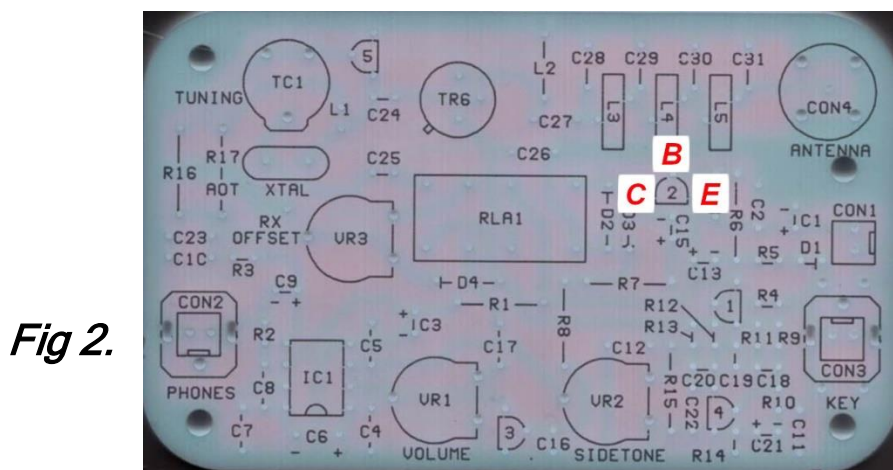 5
C28 C29 C30 C31
TUNING TC1 L2
L1 C24 TR6 L3 L4 L5 CON4
C27
R17 C25 C26 B ANTENNA
R16
AOT XTAL C 2 E
RX RLA1 D2 D3 C15 R6 C2 C1 CON1
C23 OFFSET VR3 + -
C1C R3 R5 D1
C9 C13
CON2 - + D4 R7
R1 R12 1 R4
Fig 2. R2 C5 + - C3 R8 R13 R11 R9
C17 C12
IC1 CON3
PHONES C8 VR1 VR2 R15 C20 C19 C18
C22 4 R10 KEY
C7 C6 C4 3 C16 + -
- + VOLUME SIDETONE R14 C21 C11